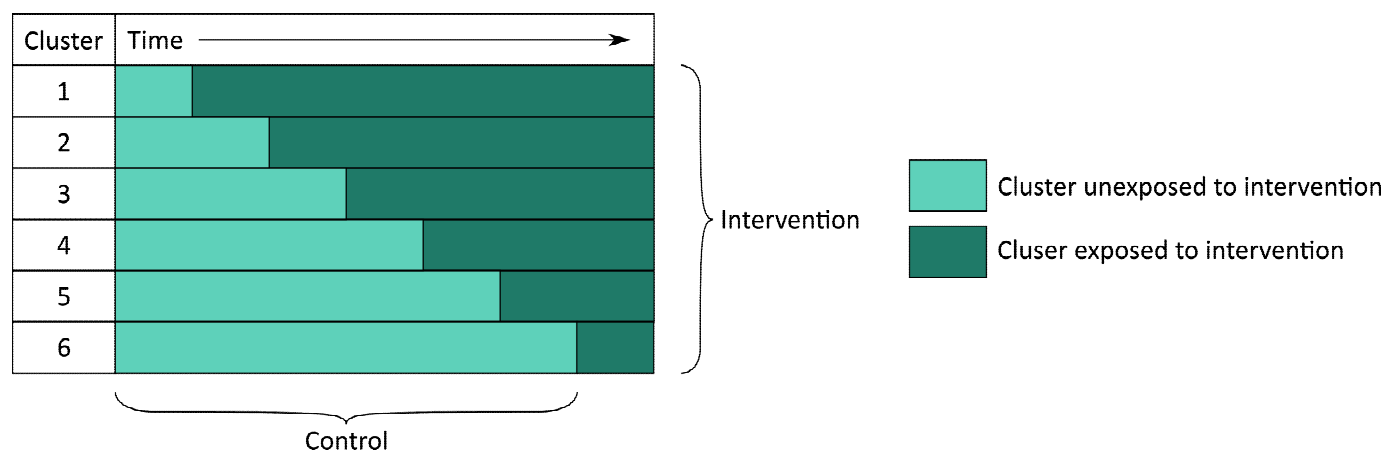 Cluster Time
1
2
3
4
5
6
Intervention
Control
Cluster unexposed to intervention
Cluser exposed to intervention